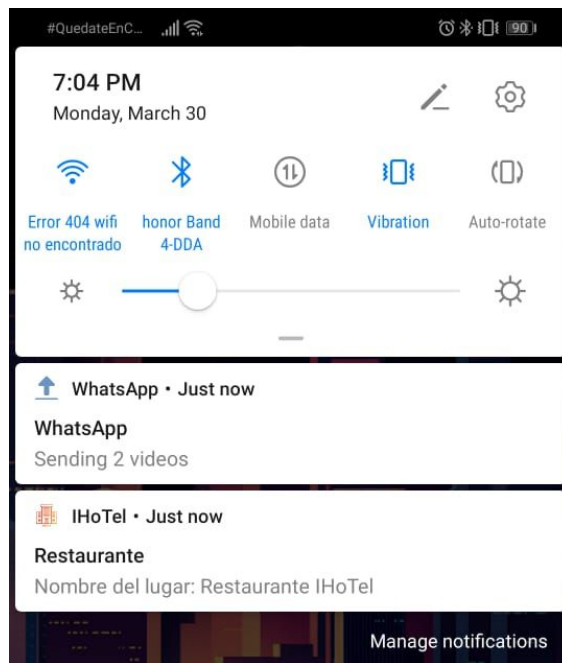 #QuedateEnC... 90
7:04 PM
Monday, March 30
Error 404 wifi no encontrado
honor Band 4-DDA
Mobile data
Vibration
Auto-rotate
WhatsApp • Just now
WhatsApp
Sending 2 videos
IHoTel • Just now
Restaurante
Nombre del lugar: Restaurante IHoTel
Manage notifications